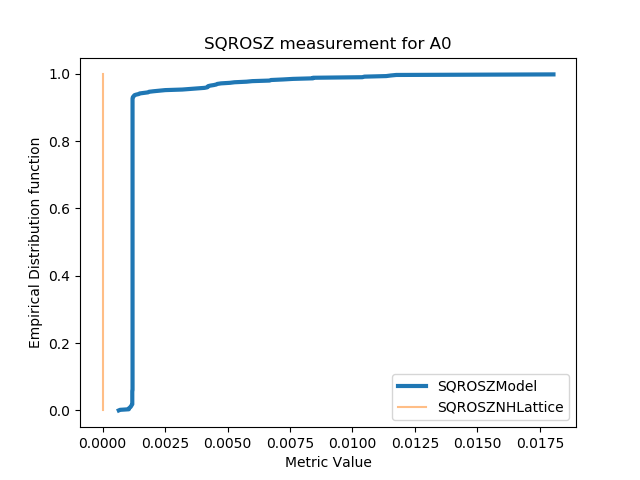 SQROSZ measurement for A0
Empirical Distribution function
1.0
0.8
0.6
0.4
0.2
0.0
SQROSZModel
SQROSZNHLattice
0.0000 0.0025 0.0050 0.0075 0.0100 0.0125 0.0150 0.0175
Metric Value